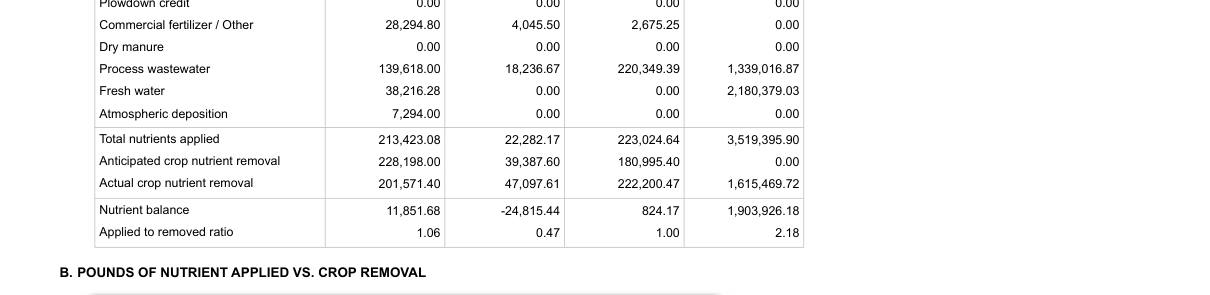 Plowdown credit 0.00 0.00 0.00 0.00
Commercial fertilizer / Other 28,294.80 4,045.50 2,675.25 0.00
Dry manure 0.00 0.00 0.00 0.00
Process wastewater 139,618.00 18,236.67 220,349.39 1,339,016.87
Fresh water 38,216.28 0.00 0.00 2,180,379.03
Atmospheric deposition 7,294.00 0.00 0.00 0.00
Total nutrients applied 213,423.08 22,282.17 223,024.64 3,519,395.90
Anticipated crop nutrient removal 228,198.00 39,387.60 180,995.40 0.00
Actual crop nutrient removal 201,571.40 47,097.61 222,200.47 1,615,469.72
Nutrient balance 11,851.68 -24,815.44 824.17 1,903,926.18
Applied to removed ratio 1.06 0.47 1.00 2.18
B. POUNDS OF NUTRIENT APPLIED VS. CROP REMOVAL